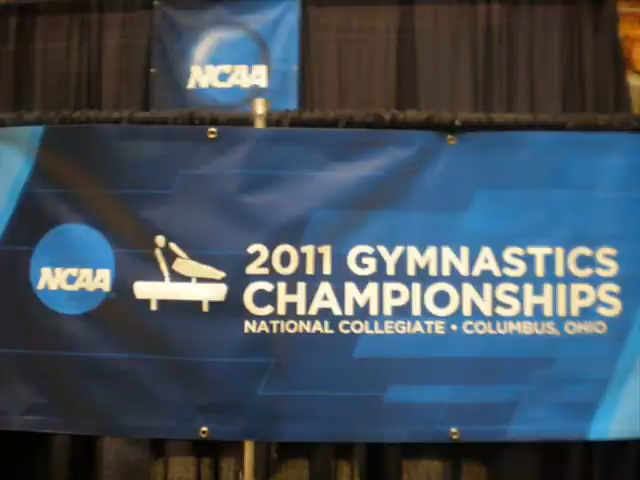 NCAA
NCAA
2011 GYMNASTICS
CHAMPIONSHIPS
NATIONAL COLLEGIATE • COLUMBUS, OHIO